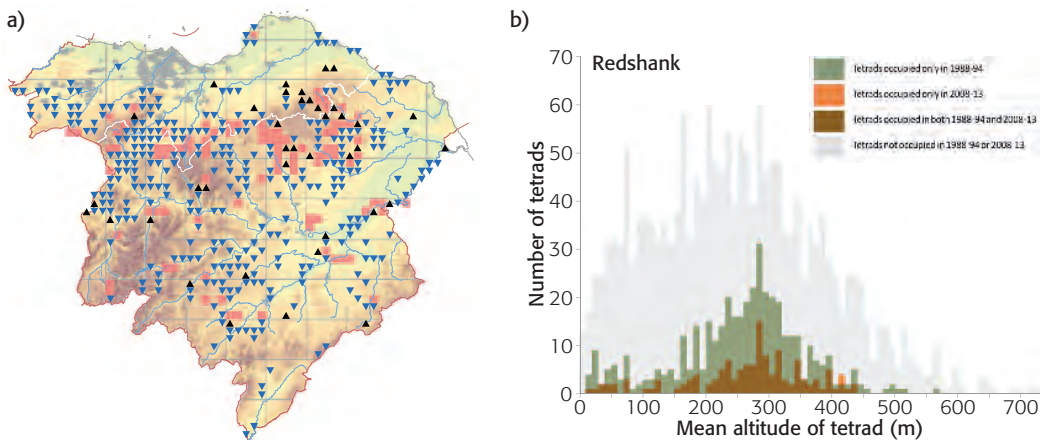 a)
b)
Redshank
Tetrads occupied only in 1988-94
Tetrads occupied only in 2008-13
Tetrads occupied in both 1988-94 and 2008-13
Tetrads not occupied in 1988-94 or 2008-13
Number of tetrads
70
60
50
40
30
20
10
0
0 100 200 300 400 500 600 700
Mean altitude of tetrad (m)